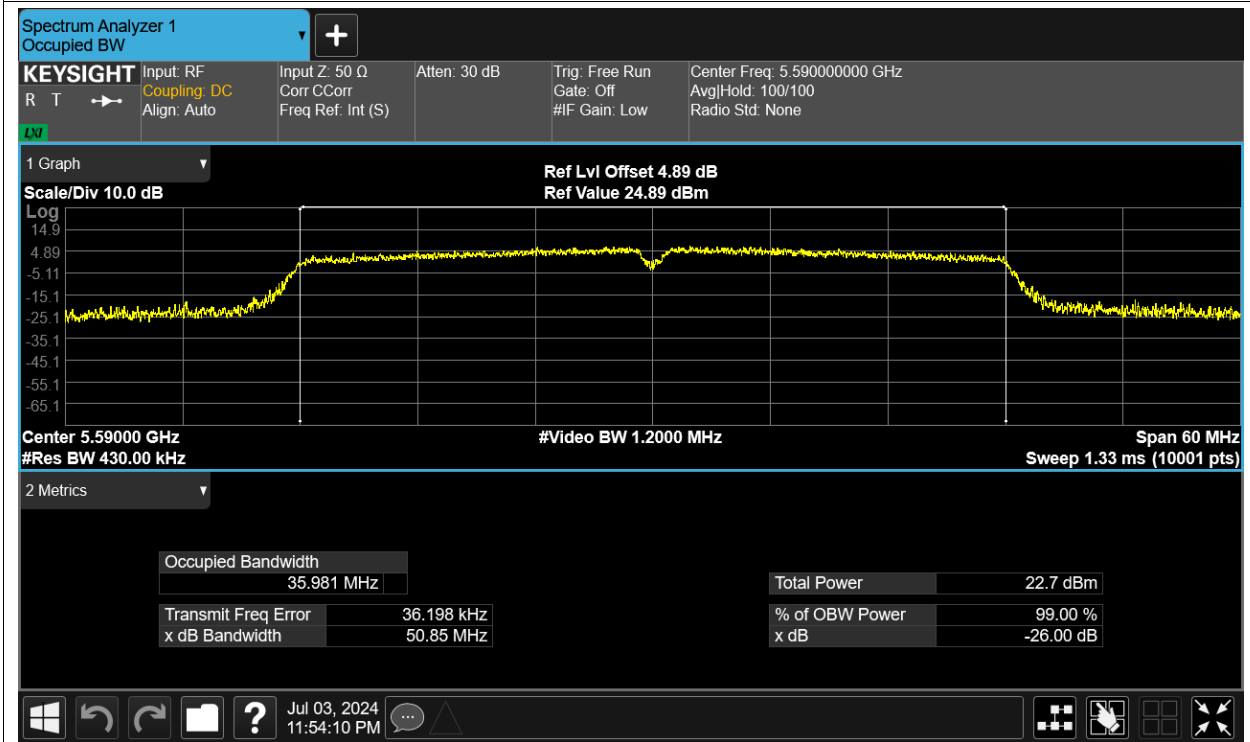 Spectrum Analyzer 1
Occupied BW
KEYSIGHT
R T
LXI
Input: RF
Coupling: DC
Align: Auto
Input Z: 50 Ω
Corr CCorr
Freq Ref: Int (S)
Atten: 30 dB
Trig: Free Run
Gate: Off
#IF Gain: Low
Center Freq: 5.590000000 GHz
Avg|Hold: 100/100
Radio Std: None
1 Graph
Scale/Div 10.0 dB
Ref Lvl Offset 4.89 dB
Ref Value 24.89 dBm
Log
14.9
4.89
-5.11
-15.1
-25.1
-35.1
-45.1
-55.1
-65.1
Center 5.59000 GHz
#Video BW 1.2000 MHz
Span 60 MHz
#Res BW 430.00 kHz
Sweep 1.33 ms (10001 pts)
2 Metrics
Occupied Bandwidth
35.981 MHz
Transmit Freq Error 36.198 kHz
x dB Bandwidth 50.85 MHz
Total Power 22.7 dBm
% of OBW Power 99.00 %
x dB -26.00 dB
?
Jul 03, 2024
11:54:10 PM